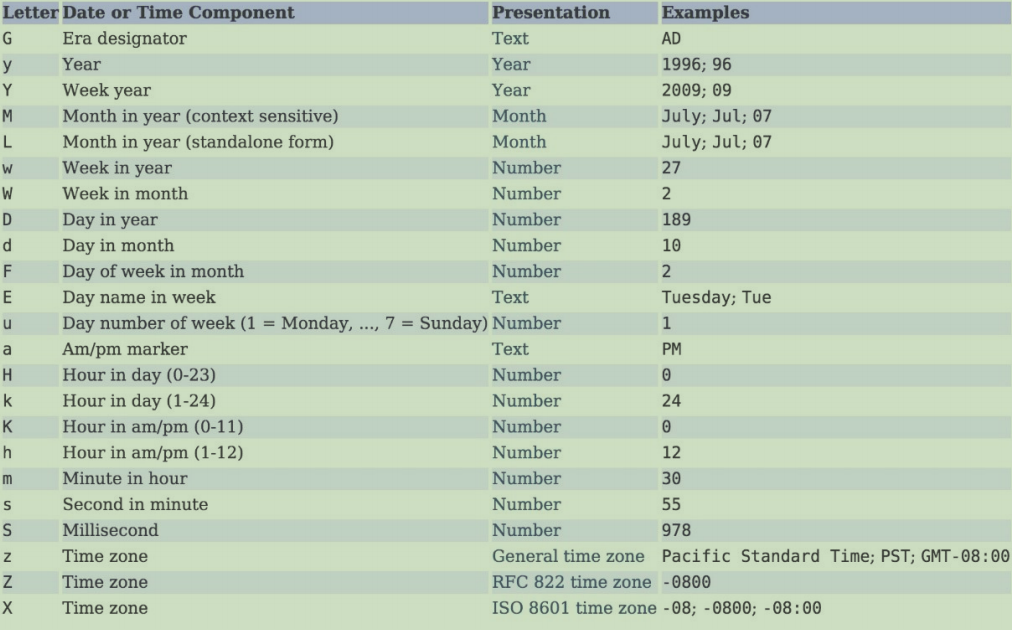 Letter Date or Time Component Presentation Examples
G Era designator Text AD
y Year Year 1996; 96
Y Week year Year 2009; 09
M Month in year (context sensitive) Month July; Jul; 07
L Month in year (standalone form) Month July; Jul; 07
w Week in year Number 27
W Week in month Number 2
D Day in year Number 189
d Day in month Number 10
F Day of week in month Number 2
E Day name in week Text Tuesday; Tue
u Day number of week (1 = Monday, ..., 7 = Sunday) Number 1
a Am/pm marker Text PM
H Hour in day (0-23) Number 0
k Hour in day (1-24) Number 24
K Hour in am/pm (0-11) Number 0
h Hour in am/pm (1-12) Number 12
m Minute in hour Number 30
s Second in minute Number 55
S Millisecond Number 978
z Time zone General time zone Pacific Standard Time; PST; GMT-08:00
Z Time zone RFC 822 time zone -0800
X Time zone ISO 8601 time zone -08; -0800; -08:00